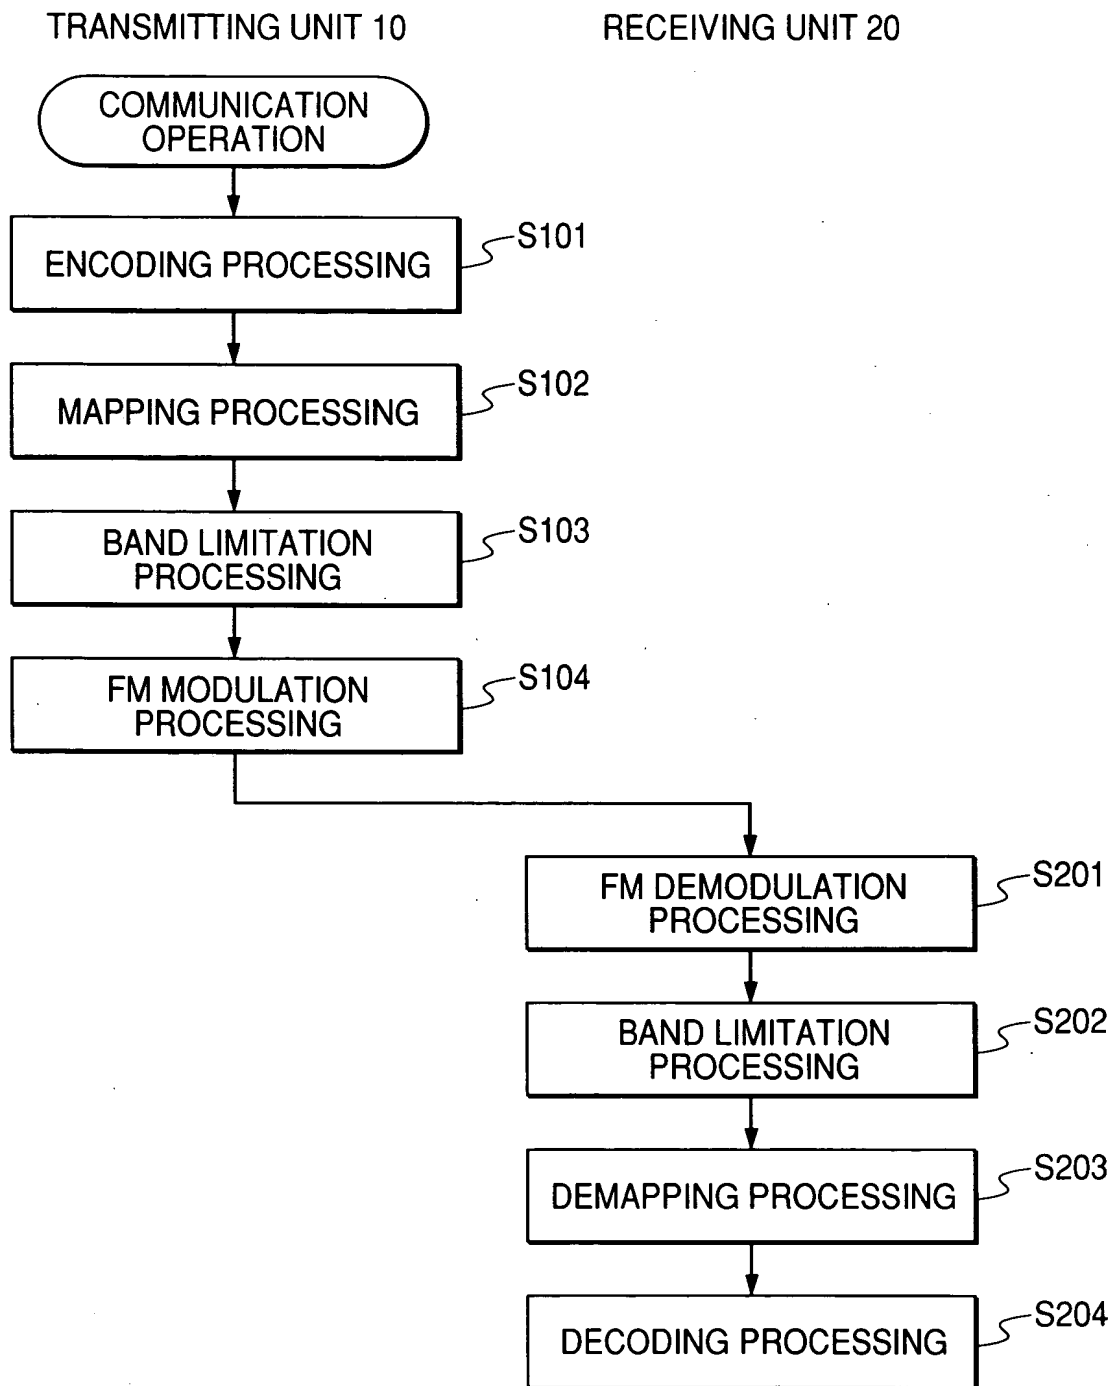 TRANSMITTING UNIT 10
RECEIVING UNIT 20
COMMUNICATION
OPERATION
ENCODING PROCESSING
S101
MAPPING PROCESSING
S102
BAND LIMITATION
PROCESSING
S103
FM MODULATION
PROCESSING
S104
FM DEMODULATION
PROCESSING
S201
BAND LIMITATION
PROCESSING
S202
DEMAPPING PROCESSING
S203
DECODING PROCESSING
S204